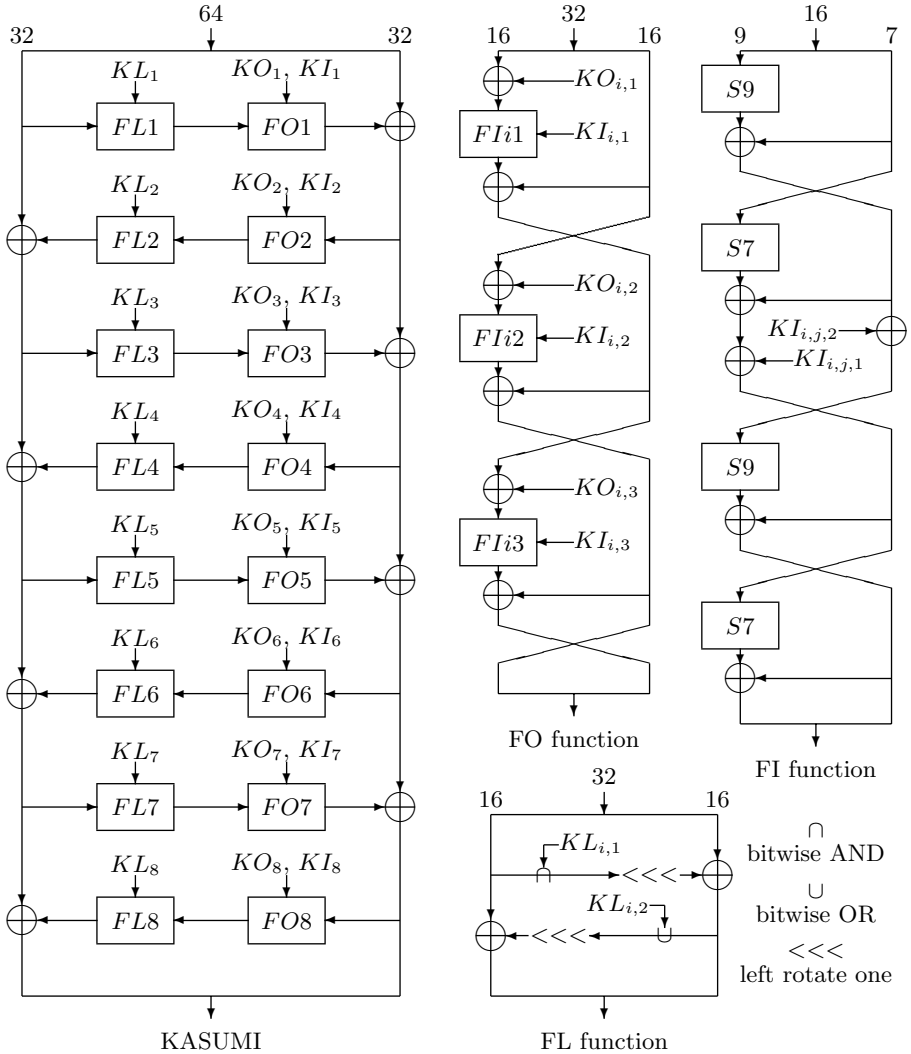 64
32 32
KL₁ KO₁, KI₁
FL1 FO1
KL₂ KO₂, KI₂
FL2 FO2
KL₃ KO₃, KI₃
FL3 FO3
KL₄ KO₄, KI₄
FL4 FO4
KL₅ KO₅, KI₅
FL5 FO5
KL₆ KO₆, KI₆
FL6 FO6
KL₇ KO₇, KI₇
FL7 FO7
KL₈ KO₈, KI₈
FL8 FO8
KASUMI
32
16 16
KOᵢ,₁
FIi1 KIᵢ,₁
KOᵢ,₂
FIi2 KIᵢ,₂
KOᵢ,₃
FIi3 KIᵢ,₃
FO function
16
9 7
S9
S7
KIᵢ,ⱼ,₂
KIᵢ,ⱼ,₁
S9
S7
FI function
32
16 16
KLᵢ,₁
∩ <<<
KLᵢ,₂
<<< ∪
FL function
∩
bitwise AND
∪
bitwise OR
<<<
left rotate one